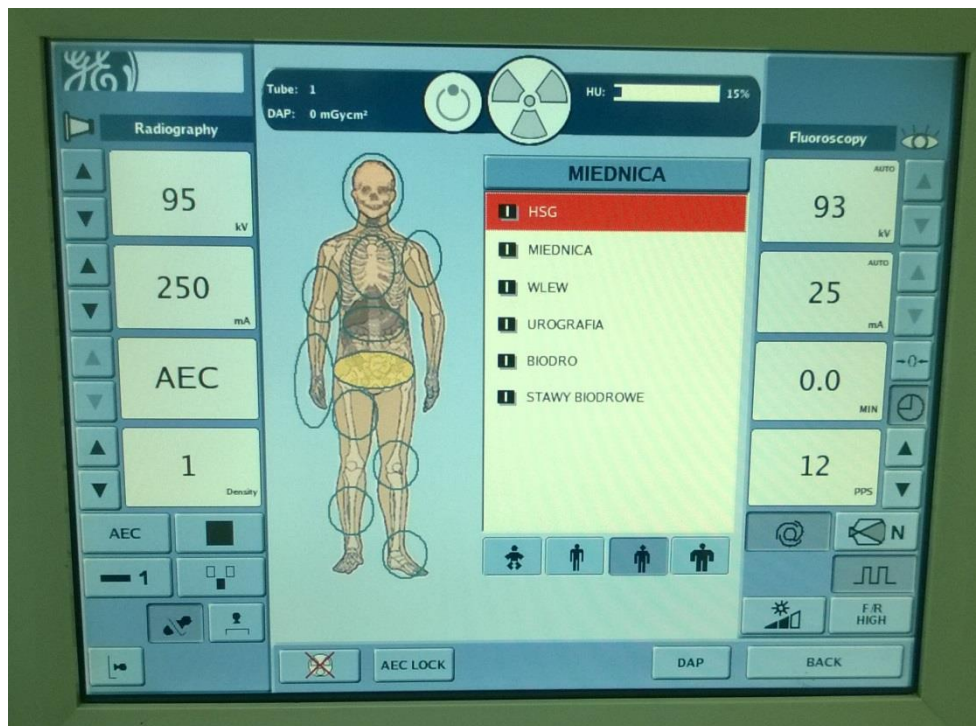 GE
Tube: 1
DAP: 0 mGycm²
HU: 15%
Radiography
95
kV
250
mA
AEC
1
Density
AEC
1
MIEDNICA
HSG
MIEDNICA
WLEW
UROGRAFIA
BIODRO
STAWY BIODROWE
AEC LOCK
DAP
Fluoroscopy
AUTO
93
kV
AUTO
25
mA
0.0
MIN
→0←
12
PPS
N
F/R
HIGH
BACK